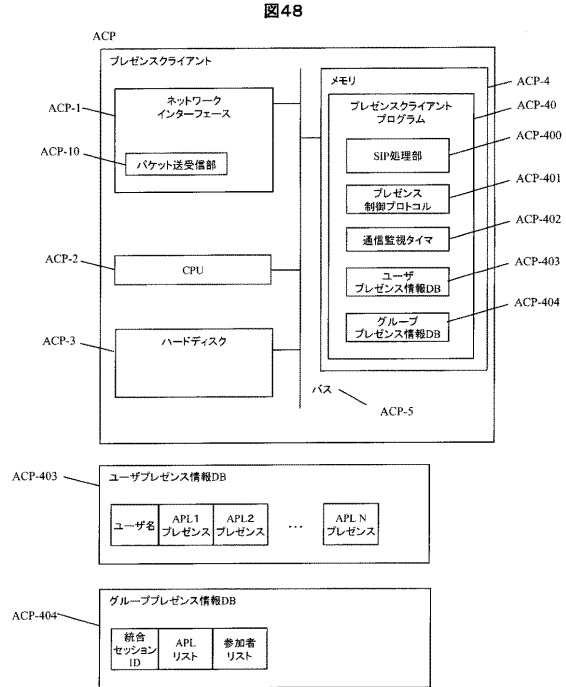 図48
ACP
プレゼンスクライアント
ACP-1
ネットワーク
インターフェース
ACP-10
パケット送受信部
ACP-2
CPU
ACP-3
ハードディスク
メモリ
ACP-4
プレゼンスクライアント
プログラム
ACP-40
SIP処理部
ACP-400
プレゼンス
制御プロトコル
ACP-401
通信監視タイマ
ACP-402
ユーザ
プレゼンス情報DB
ACP-403
グループ
プレゼンス情報DB
ACP-404
バス
ACP-5
ACP-403
ユーザプレゼンス情報DB
ユーザ名
APL1
プレゼンス
APL2
プレゼンス
…
APL N
プレゼンス
ACP-404
グループプレゼンス情報DB
統合
セッション
ID
APL
リスト
参加者
リスト